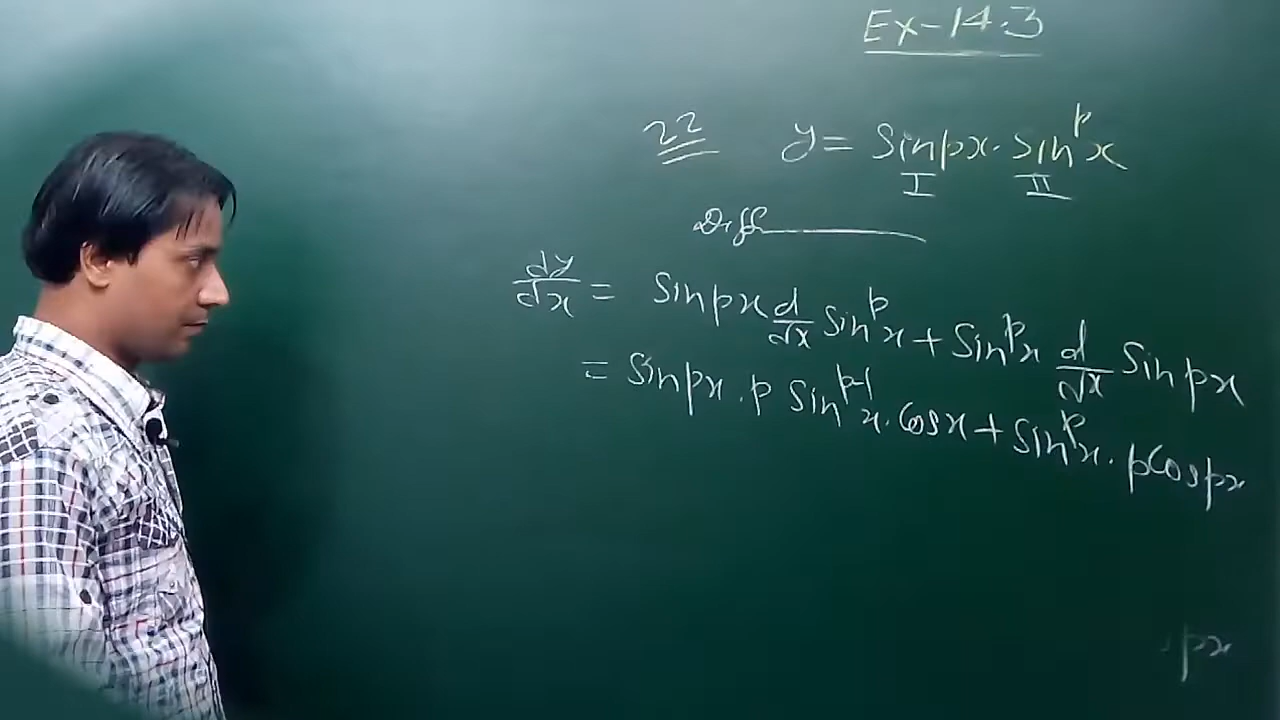 Ex-14.3
22 y= Sinpx. sin^p x
I II
Diff
dy/dx = Sinpx d/dx Sin^p x + Sin^p x d/dx Sinpx
= Sinpx . p Sin^p-1 x . Cosx + Sin^p x . pCospx
px